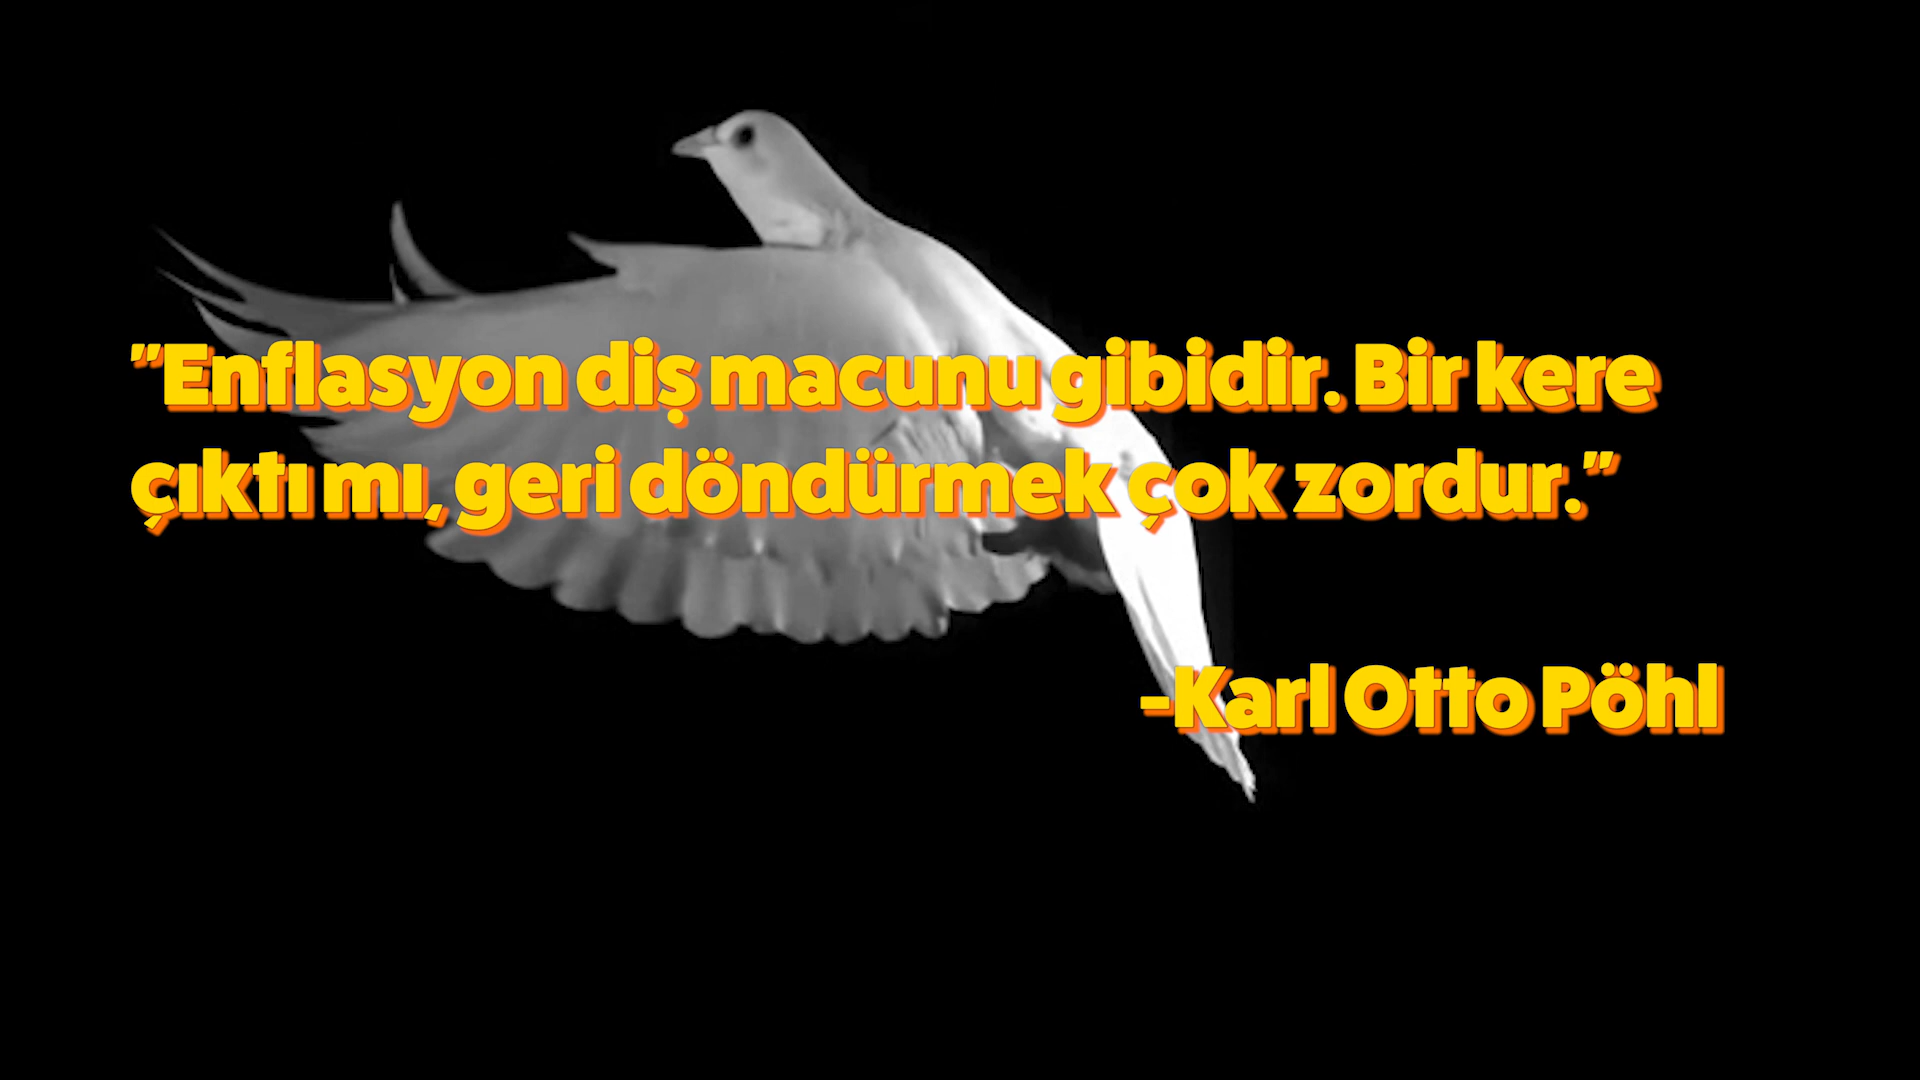 "Enflasyon diş macunu gibidir. Bir kere
çıktı mı, geri döndürmek çok zordur."
-Karl Otto Pöhl